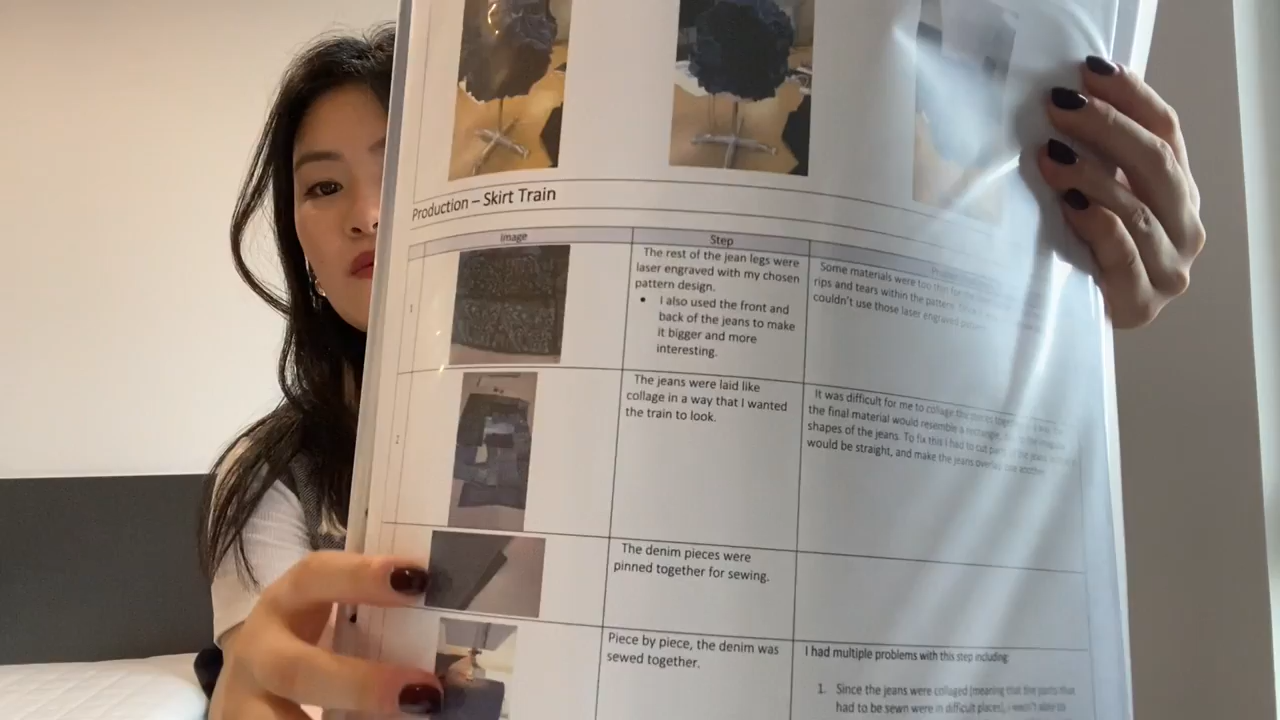 Production – Skirt Train
Image
Step
1
The rest of the jean legs were
laser engraved with my chosen
pattern design.
• I also used the front and
back of the jeans to make
it bigger and more
interesting.
Some materials were too thin for
rips and tears within the pattern.
couldn't use those laser engraved
2
The jeans were laid like
collage in a way that I wanted
the train to look.
It was difficult for me to collage the together
the final material would resemble a rectangle,
shapes of the jeans. To fix this I had to cut
would be straight, and make the jeans overlap one another.
The denim pieces were
pinned together for sewing.
Piece by piece, the denim was
sewed together.
I had multiple problems with this step including:
1. Since the jeans were collaged (meaning that the parts that
had to be sewn were in difficult places), I wasn't able to